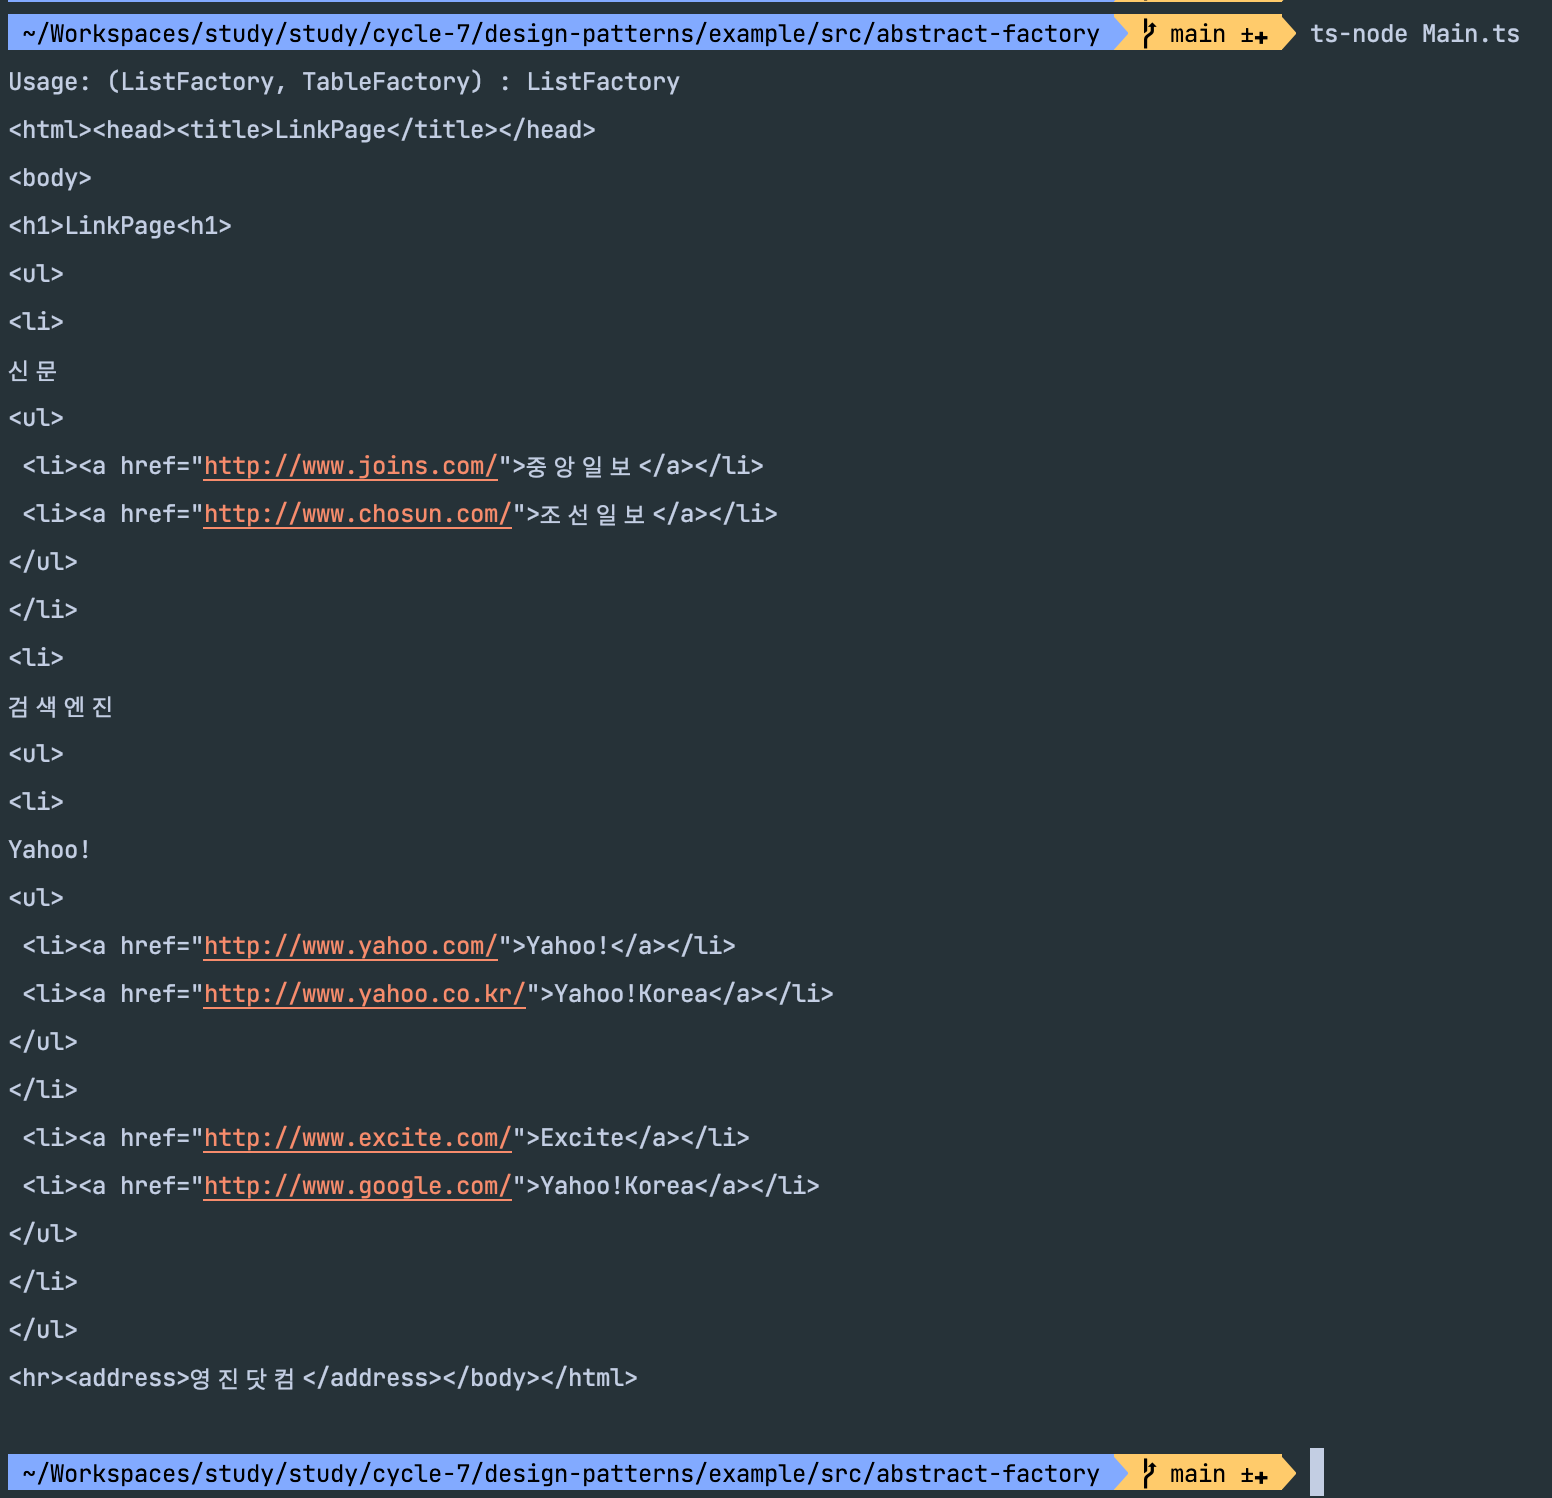 ~/Workspaces/study/study/cycle-7/design-patterns/example/src/abstract-factory main ±+ ts-node Main.ts
Usage: (ListFactory, TableFactory) : ListFactory
<html><head><title>LinkPage</title></head>
<body>
<h1>LinkPage<h1>
<ul>
<li>
신문
<ul>
 <li><a href="http://www.joins.com/">중앙일보</a></li>
 <li><a href="http://www.chosun.com/">조선일보</a></li>
</ul>
</li>
<li>
검색엔진
<ul>
<li>
Yahoo!
<ul>
 <li><a href="http://www.yahoo.com/">Yahoo!</a></li>
 <li><a href="http://www.yahoo.co.kr/">Yahoo!Korea</a></li>
</ul>
</li>
 <li><a href="http://www.excite.com/">Excite</a></li>
 <li><a href="http://www.google.com/">Yahoo!Korea</a></li>
</ul>
</li>
</ul>
<hr><address>영진닷컴</address></body></html>
~/Workspaces/study/study/cycle-7/design-patterns/example/src/abstract-factory main ±+